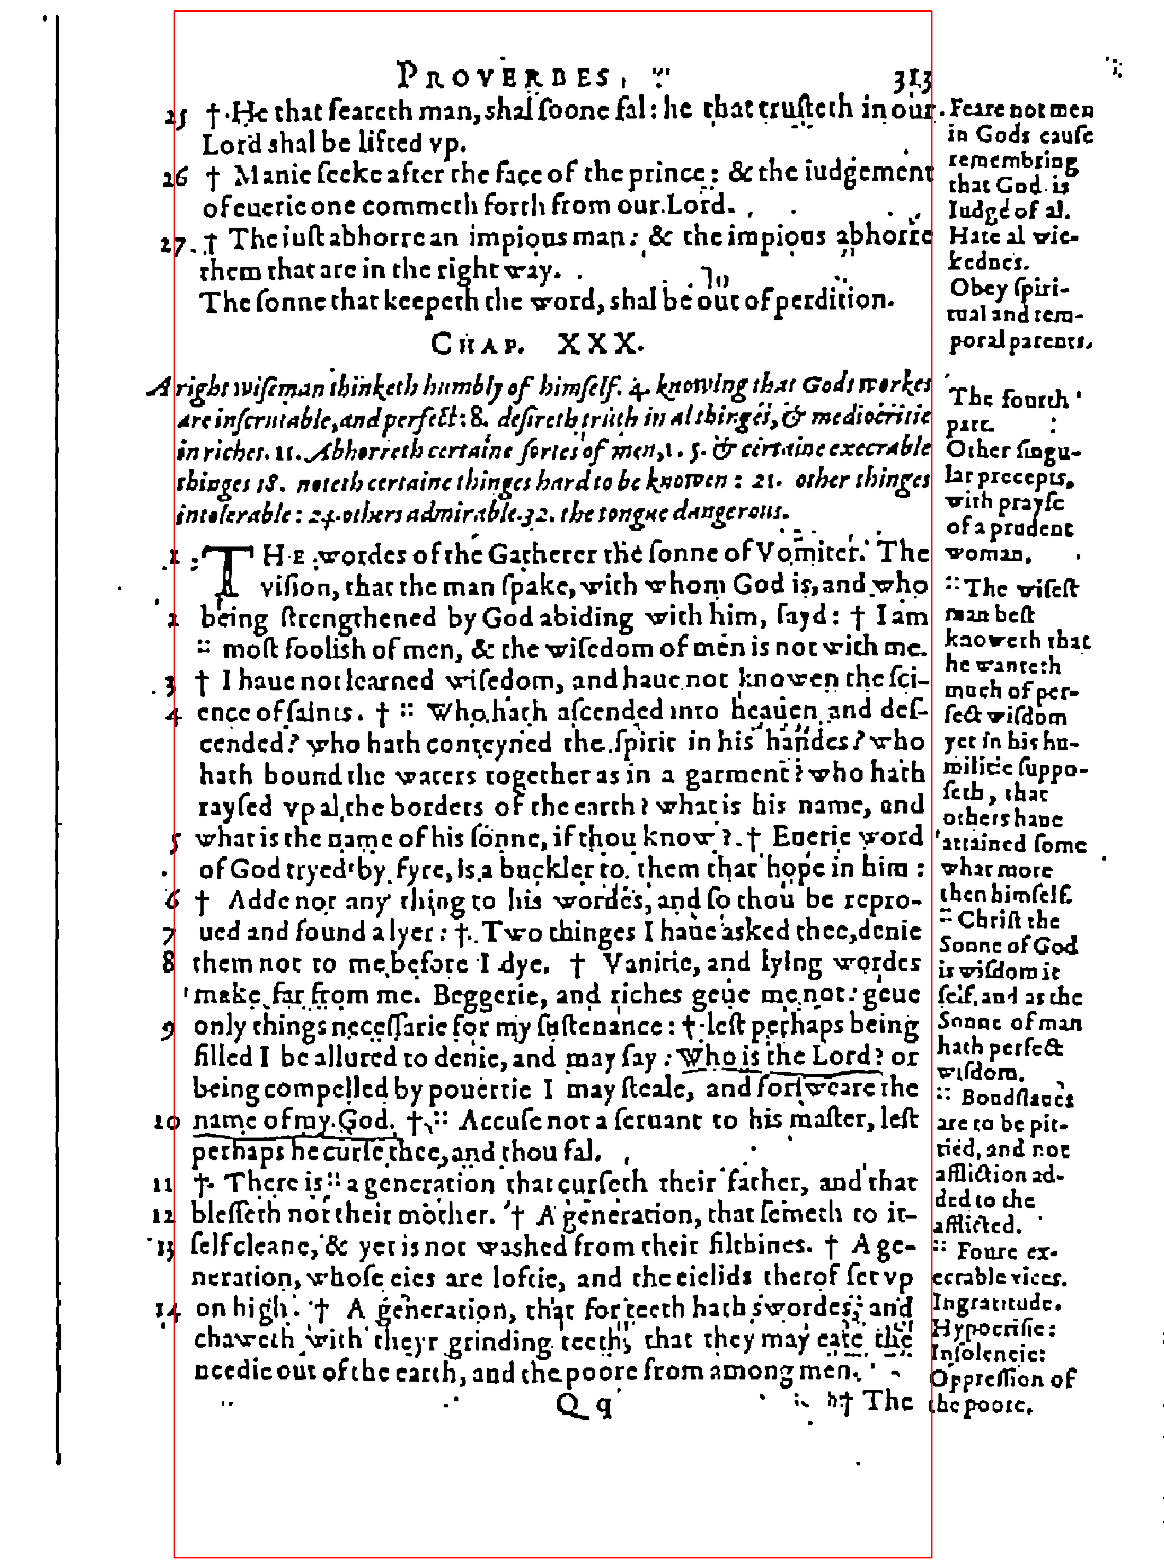 PROVERBES, 313
25 † He that feareth man, shal soone fal: he that trusteth in our
Lord shal be lifted vp.
26 † Manie seeke after the face of the prince: & the iudgement
of euerie one commeth forth from our Lord.
27. † The iust abhorre an impious man: & the impious abhorre
them that are in the right way.
The sonne that keepeth the word, shal be out of perdition.
CHAP. XXX.
A right wiseman thinketh humbly of himself. 4. knowing that Gods workes
are inscrutable, and perfect: 8. desireth truth in al thinges, & mediocritie
in riches. 11. Abhorreth certaine sortes of men, 1. 5. & certaine execrable
thinges 18. noteth certaine thinges hard to be knowen: 21. other thinges
intolerable: 24. others admirable. 32. the tongue dangerous.
1 THE wordes of the Gatherer the sonne of Vomiter. The
vision, that the man spake, with whom God is, and who
2 being strengthened by God abiding with him, sayd: † I am
:: most foolish of men, & the wisedom of men is not with me.
3 † I haue not learned wisedom, and haue not knowen the sci-
4 ence of saints. † :: Who hath ascended into heauen and des-
cended? who hath conteyned the spirit in his handes? who
hath bound the waters together as in a garment? who hath
raysed vp al the borders of the earth? what is his name, and
5 what is the name of his sonne, if thou know? † Euerie word
of God tryed by fyre, is a buckler to them that hope in him:
6 † Adde not any thing to his wordes, and so thou be repro-
7 ued and found a lyer: † Two thinges I haue asked thee, denie
8 them not to me before I dye. † Vanitie, and lying wordes
make far from me. Beggerie, and riches geue me not: geue
9 only things necessarie for my sustenance: † lest perhaps being
filled I be allured to denie, and may say: Who is the Lord? or
being compelled by pouertie I may steale, and forsweare the
10 name of my God. † :: Accuse not a seruant to his master, lest
perhaps he curse thee, and thou fal.
11 † There is :: a generation that curseth their father, and that
12 blesseth not their mother. † A generation, that semeth to it-
13 self cleane, & yet is not washed from their filthines. † A ge-
neration, whose eies are loftie, and the eielids therof set vp
14 on high. † A generation, that for teeth hath swordes, and
chaweth with theyr grinding teeth, that they may eate the
needie out of the earth, and the poore from among men.
Q q † The
Feare not men
in Gods cause
remembring
that God is
Iudge of al.
Hate al wic-
kednes.
Obey spiri-
tual and tem-
poral parents.
The fourth
part.
Other singu-
lar precepts,
with prayse
of a prudent
woman.
:: The wisest
man best
knoweth that
he wanteth
much of per-
fect wisdom
yet in his hu-
militie suppo-
seth, that
others haue
attained some
what more
then himself.
:: Christ the
Sonne of God
is wisdom it
self, and as the
Sonne of man
hath perfect
wisdom.
:: Bondslaues
are to be pit-
tied, and not
affliction ad-
ded to the
afflicted.
:: Foure ex-
ecrable vices.
Ingratitude.
Hypocrisie:
Insolencie:
Oppression of
the poore.